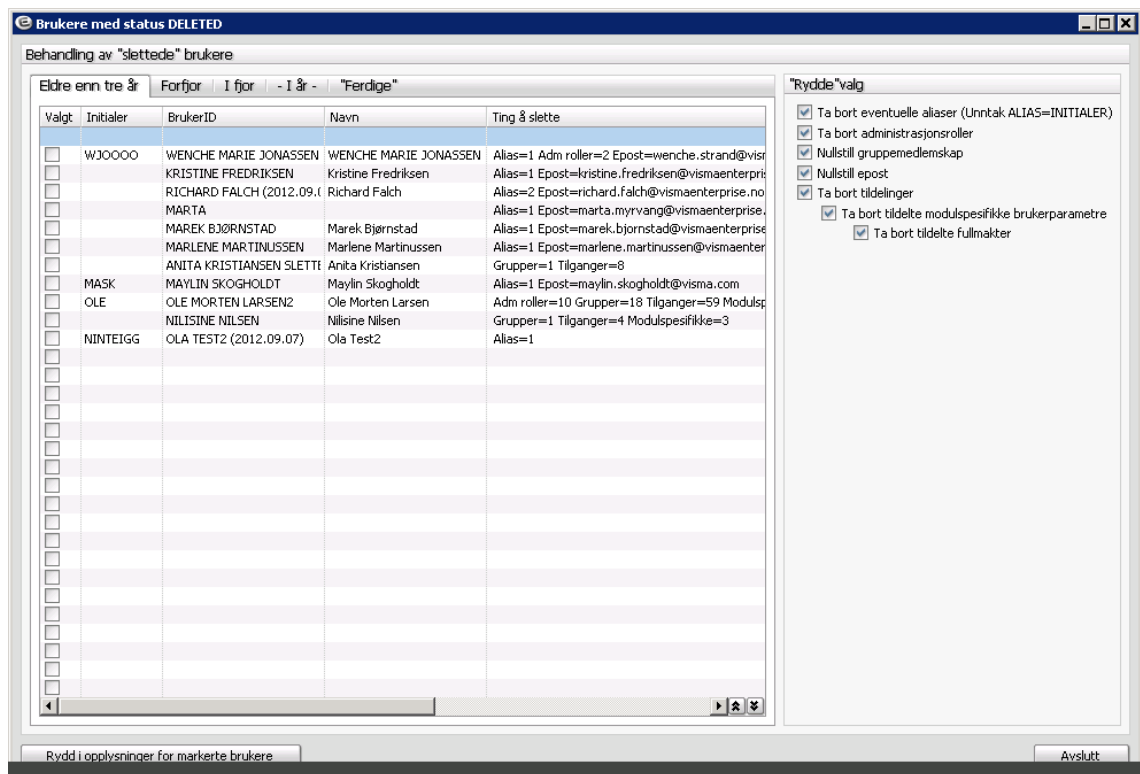 Brukere med status DELETED
Behandling av "slettede" brukere
Eldre enn tre år Forfjor I fjor - I år - "Ferdige"
Valgt Initialer BrukerID Navn Ting å slette
WJOOOO WENCHE MARIE JONASSEN WENCHE MARIE JONASSEN Alias=1 Adm roller=2 Epost=wenche.strand@visr
KRISTINE FREDRIKSEN Kristine Fredriksen Alias=1 Epost=kristine.fredriksen@vismaenterpri
RICHARD FALCH (2012.09.( Richard Falch Alias=2 Epost=richard.falch@vismaenterprise.no
MARTA Alias=1 Epost=marta.myrvang@vismaenterprise.
MAREK BJØRNSTAD Marek Bjørnstad Alias=1 Epost=marek.bjornstad@vismaenterprise
MARLENE MARTINUSSEN Marlene Martinussen Alias=1 Epost=marlene.martinussen@vismaenter
ANITA KRISTIANSEN SLETTE Anita Kristiansen Grupper=1 Tilganger=8
MASK MAYLIN SKOGHOLDT Maylin Skogholdt Alias=1 Epost=maylin.skogholdt@visma.com
OLE OLE MORTEN LARSEN2 Ole Morten Larsen Adm roller=10 Grupper=18 Tilganger=59 Modulsp
NILISINE NILSEN Nilisine Nilsen Grupper=1 Tilganger=4 Modulspesifikke=3
NINTEIGG OLA TEST2 (2012.09.07) Ola Test2 Alias=1
"Rydde"valg
Ta bort eventuelle aliaser (Unntak ALIAS=INITIALER)
Ta bort administrasjonsroller
Nullstill gruppemedlemskap
Nullstill epost
Ta bort tildelinger
Ta bort tildelte modulspesifikke brukerparametre
Ta bort tildelte fullmakter
Rydd i opplysninger for markerte brukere
Avslutt